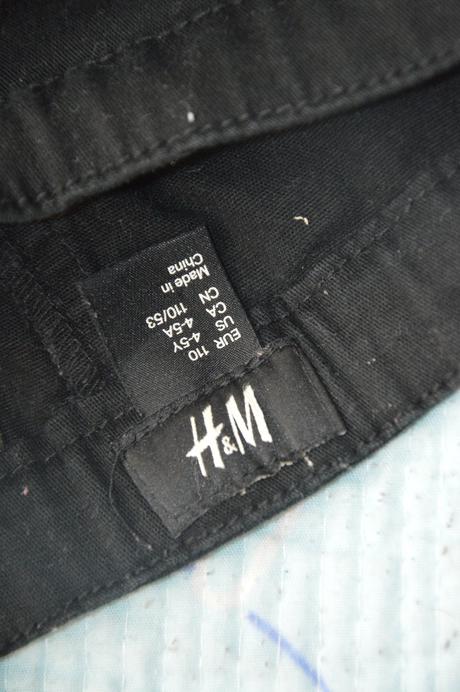 EUR 110
US 4-5Y
CA 4-5A
CN 110/53
Made in
China
H&M